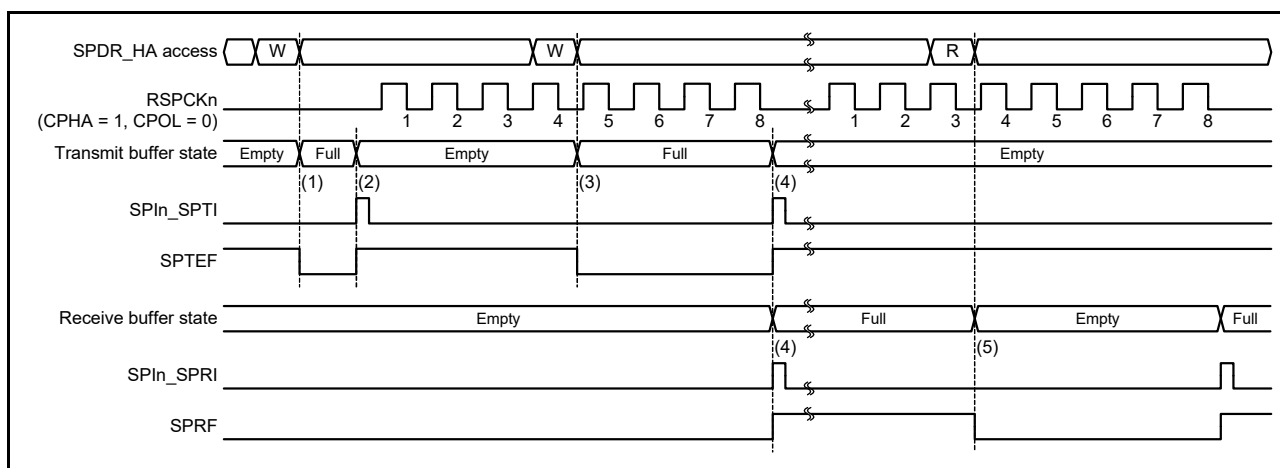 SPDR_HA access W W R
RSPCKn
(CPHA = 1, CPOL = 0) 1 2 3 4 5 6 7 8 1 2 3 4 5 6 7 8
Transmit buffer state Empty Full Empty Full Empty
(1) (2) (3) (4)
SPIn_SPTI
SPTEF
Receive buffer state Empty Full Empty Full
(4) (5)
SPIn_SPRI
SPRF